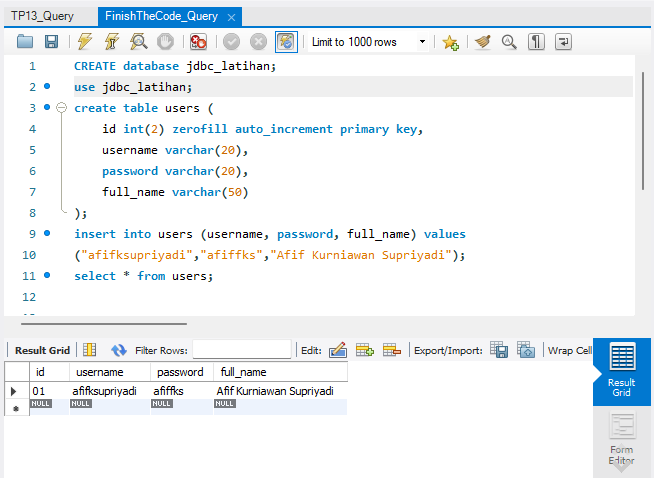 TP13_Query FinishTheCode_Query
Limit to 1000 rows
1 CREATE database jdbc_latihan;
2 use jdbc_latihan;
3 create table users (
4 id int(2) zerofill auto_increment primary key,
5 username varchar(20),
6 password varchar(20),
7 full_name varchar(50)
8 );
9 insert into users (username, password, full_name) values
10 ("afifksupriyadi","afiffks","Afif Kurniawan Supriyadi");
11 select * from users;
12
Result Grid Filter Rows: Edit: Export/Import: Wrap Cell
id username password full_name
01 afifksupriyadi afiffks Afif Kurniawan Supriyadi
NULL NULL NULL NULL
Result
Grid
Form
Editor